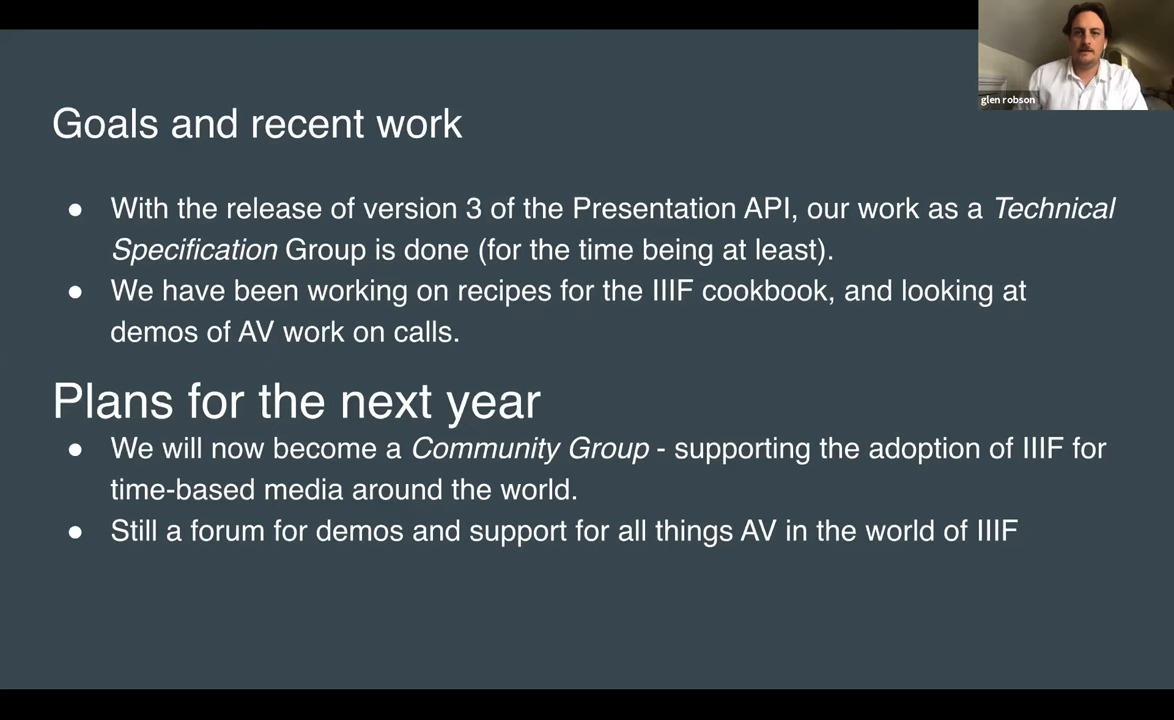 glen robson
Goals and recent work
● With the release of version 3 of the Presentation API, our work as a Technical
Specification Group is done (for the time being at least).
● We have been working on recipes for the IIIF cookbook, and looking at
demos of AV work on calls.
Plans for the next year
● We will now become a Community Group - supporting the adoption of IIIF for
time-based media around the world.
● Still a forum for demos and support for all things AV in the world of IIIF